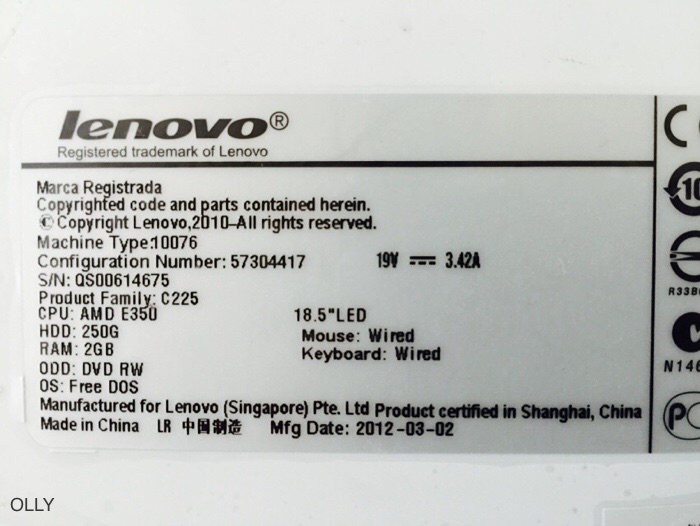 lenovo®
Registered trademark of Lenovo
Marca Registrada
Copyrighted code and parts contained herein.
© Copyright Lenovo,2010-All rights reserved.
Machine Type:10076
Configuration Number: 57304417 19V ⎓ 3.42A
S/N: QS00614675
Product Family: C225
CPU: AMD E350 18.5"LED
HDD: 250G Mouse: Wired
RAM: 2GB Keyboard: Wired
ODD: DVD RW
OS: Free DOS
Manufactured for Lenovo (Singapore) Pte. Ltd Product certified in Shanghai, China
Made in China LR 中国制造 Mfg Date: 2012-03-02
10
N146
OLLY